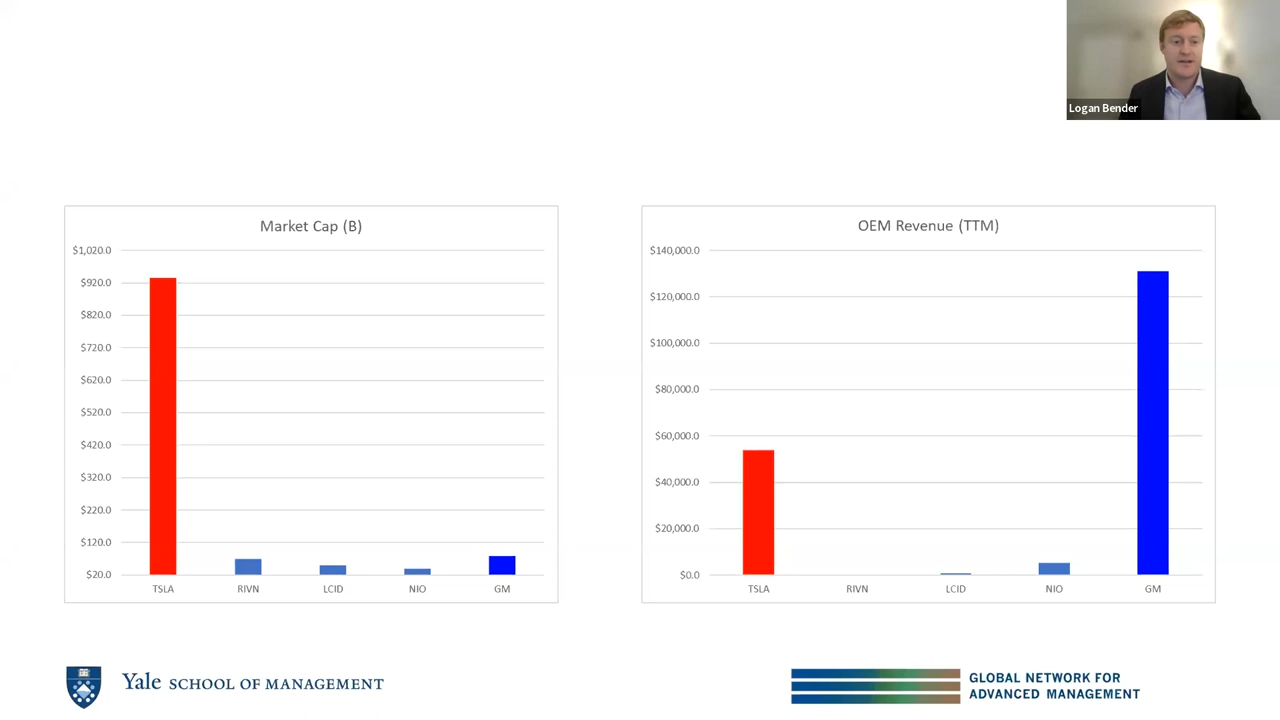 Logan Bender
Market Cap (B)
$1,020.0
$920.0
$820.0
$720.0
$620.0
$520.0
$420.0
$320.0
$220.0
$120.0
$20.0
TSLA RIVN LCID NIO GM
OEM Revenue (TTM)
$140,000.0
$120,000.0
$100,000.0
$80,000.0
$60,000.0
$40,000.0
$20,000.0
$0.0
TSLA RIVN LCID NIO GM
Yale SCHOOL OF MANAGEMENT
GLOBAL NETWORK FOR
ADVANCED MANAGEMENT